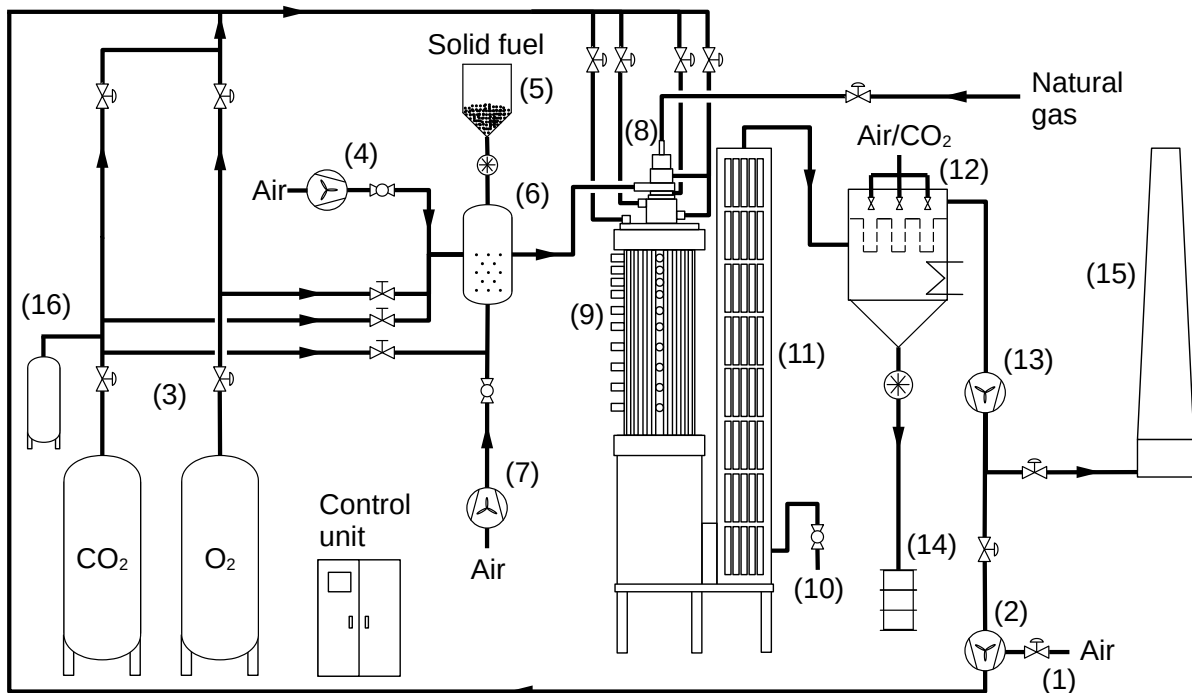 Solid fuel
(5)
Natural
gas
(8)
Air/CO₂
(4)
(12)
Air
(6)
(15)
(16)
(9)
(11)
(13)
(3)
(7)
Control
unit
CO₂
O₂
(14)
Air
(10)
(2)
Air
(1)